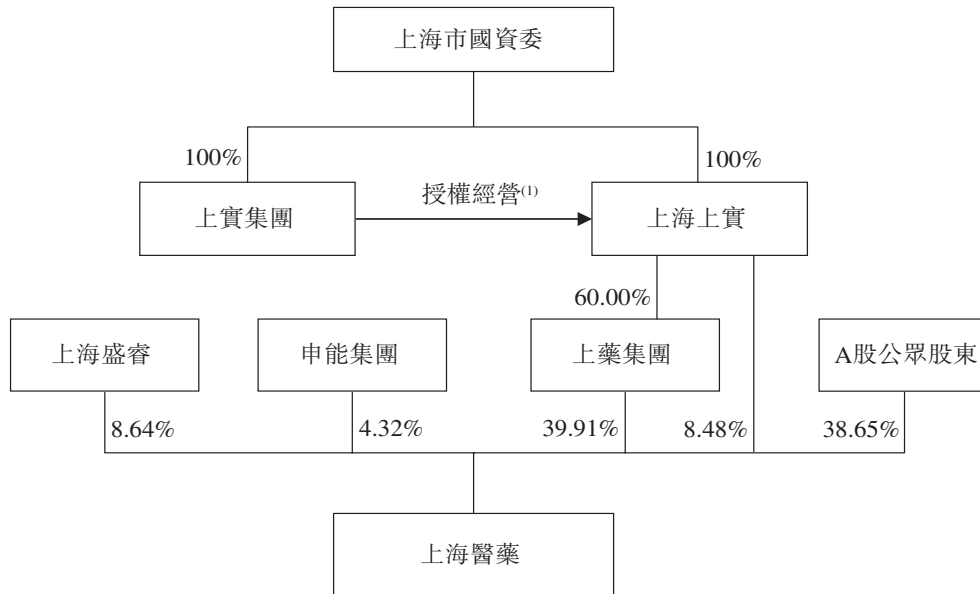 上海市國資委
100%
100%
上實集團
授權經營(1)
上海上實
60.00%
上海盛睿
申能集團
上藥集團
A股公眾股東
8.64%
4.32%
39.91%
8.48%
38.65%
上海醫藥